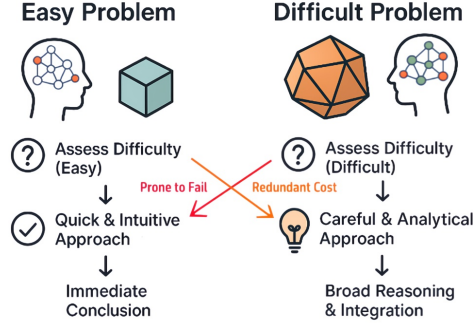 Easy Problem
Difficult Problem
?
Assess Difficulty
(Easy)
?
Assess Difficulty
(Difficult)
Prone to Fail
Redundant Cost
Quick & Intuitive
Approach
Careful & Analytical
Approach
Immediate
Conclusion
Broad Reasoning
& Integration